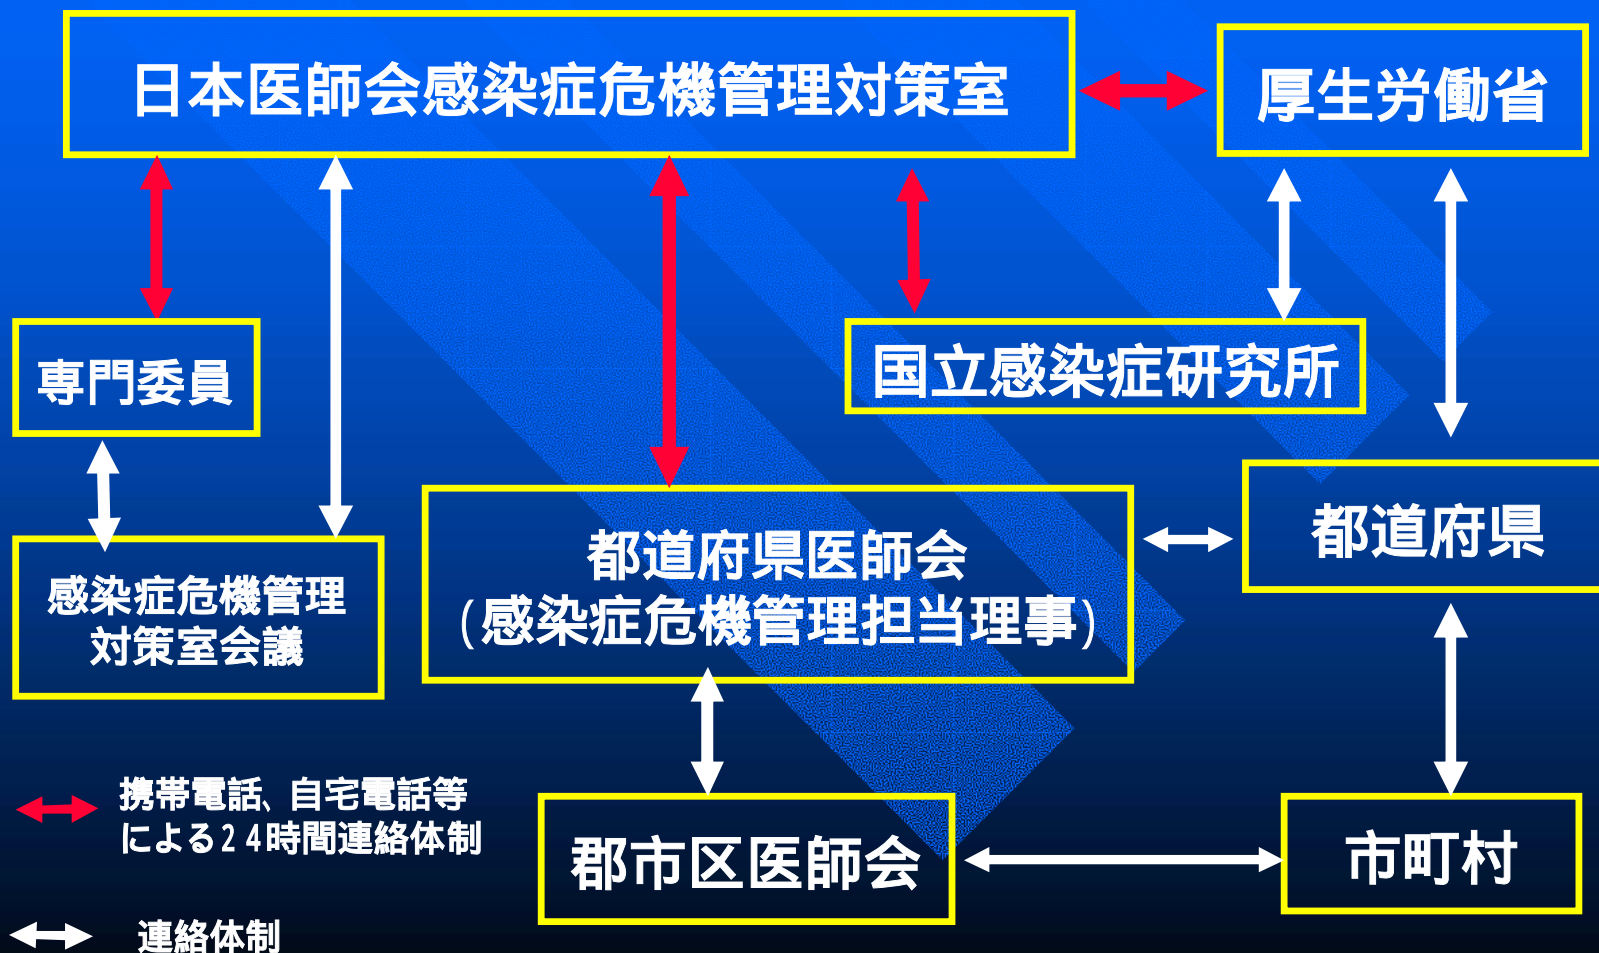 日本医師会感染症危機管理対策室
厚生労働省
専門委員
国立感染症研究所
都道府県医師会
(感染症危機管理担当理事)
都道府県
感染症危機管理
対策室会議
携帯電話、自宅電話等
による24時間連絡体制
郡市区医師会
市町村
連絡体制